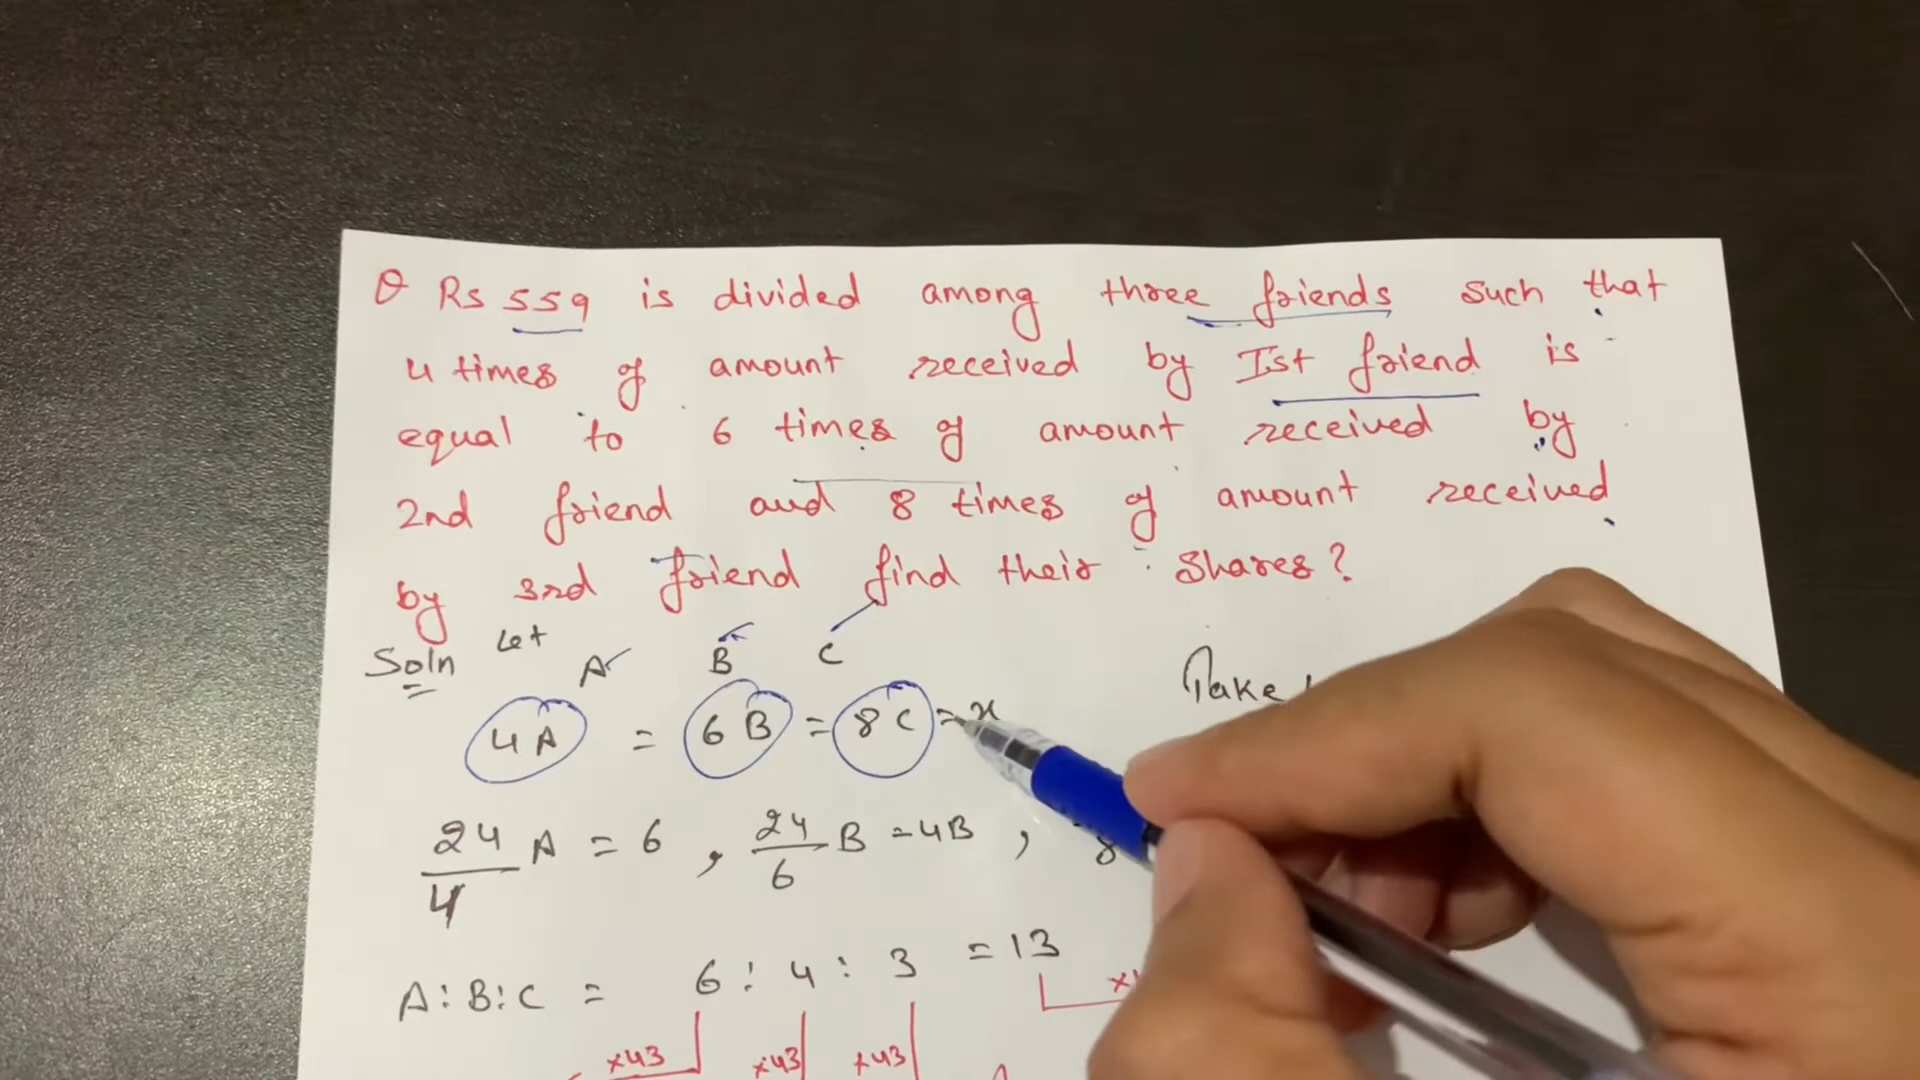 Q Rs 559 is divided among three friends such that
4 times of amount received by Ist friend is
equal to 6 times of amount received by
2nd friend and 8 times of amount received
by 3rd friend find their shares?
Soln Let A B C
Take
4A = 6B = 8C = x
24/4 A = 6 , 24/6 B = 4B , 8
A:B:C = 6 : 4 : 3 = 13
×43 ×43 ×43